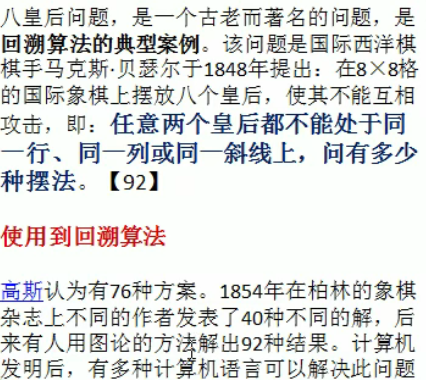 八皇后问题，是一个古老而著名的问题，是
回溯算法的典型案例。该问题是国际西洋棋
棋手马克斯·贝瑟尔于1848年提出：在8×8格
的国际象棋上摆放八个皇后，使其不能互相
攻击，即：任意两个皇后都不能处于同
一行、同一列或同一斜线上，问有多少
种摆法。【92】
使用到回溯算法
高斯认为有76种方案。1854年在柏林的象棋
杂志上不同的作者发表了40种不同的解，后
来有人用图论的方法解出92种结果。计算机
发明后，有多种计算机语言可以解决此问题